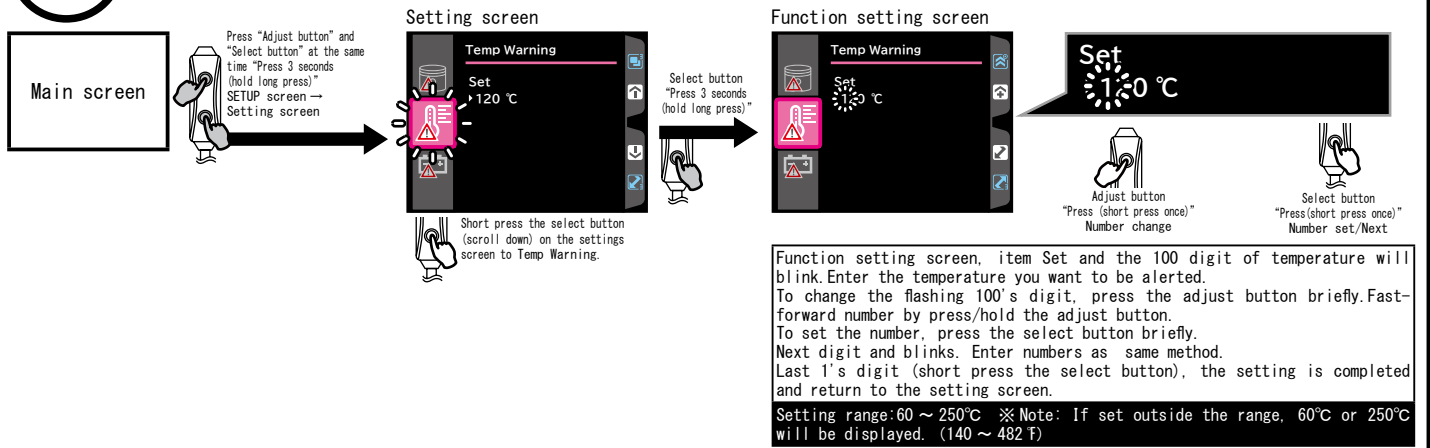 Main screen
Press “Adjust button” and
“Select button” at the same
time “Press 3 seconds
(hold long press)”
SETUP screen→
Setting screen
Setting screen
Temp Warning
Set
120 ℃
Short press the select button
(scroll down) on the settings
screen to Temp Warning.
Select button
“Press 3 seconds
(hold long press)”
Function setting screen
Temp Warning
Set
120 ℃
Set
120 ℃
Adjust button
“Press (short press once)”
Number change
Select button
“Press(short press once)”
Number set/Next
Function setting screen, item Set and the 100 digit of temperature will
blink.Enter the temperature you want to be alerted.
To change the flashing 100's digit, press the adjust button briefly.Fast-
forward number by press/hold the adjust button.
To set the number, press the select button briefly.
Next digit and blinks. Enter numbers as same method.
Last 1's digit (short press the select button), the setting is completed
and return to the setting screen.
Setting range:60 ～ 250℃ ※Note: If set outside the range, 60℃ or 250℃
will be displayed. (140 ～ 482℉)